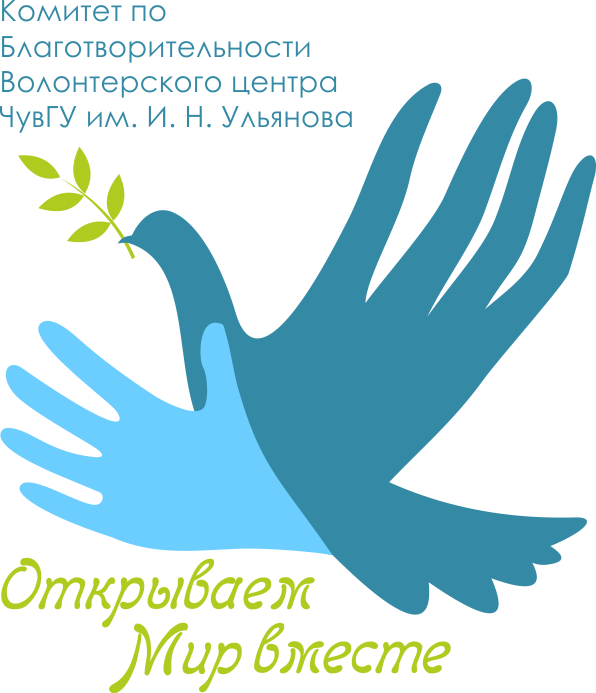 Комитет по
Благотворительности
Волонтерского центра
ЧувГУ им. И. Н. Ульянова
Открываем
Мир вместе